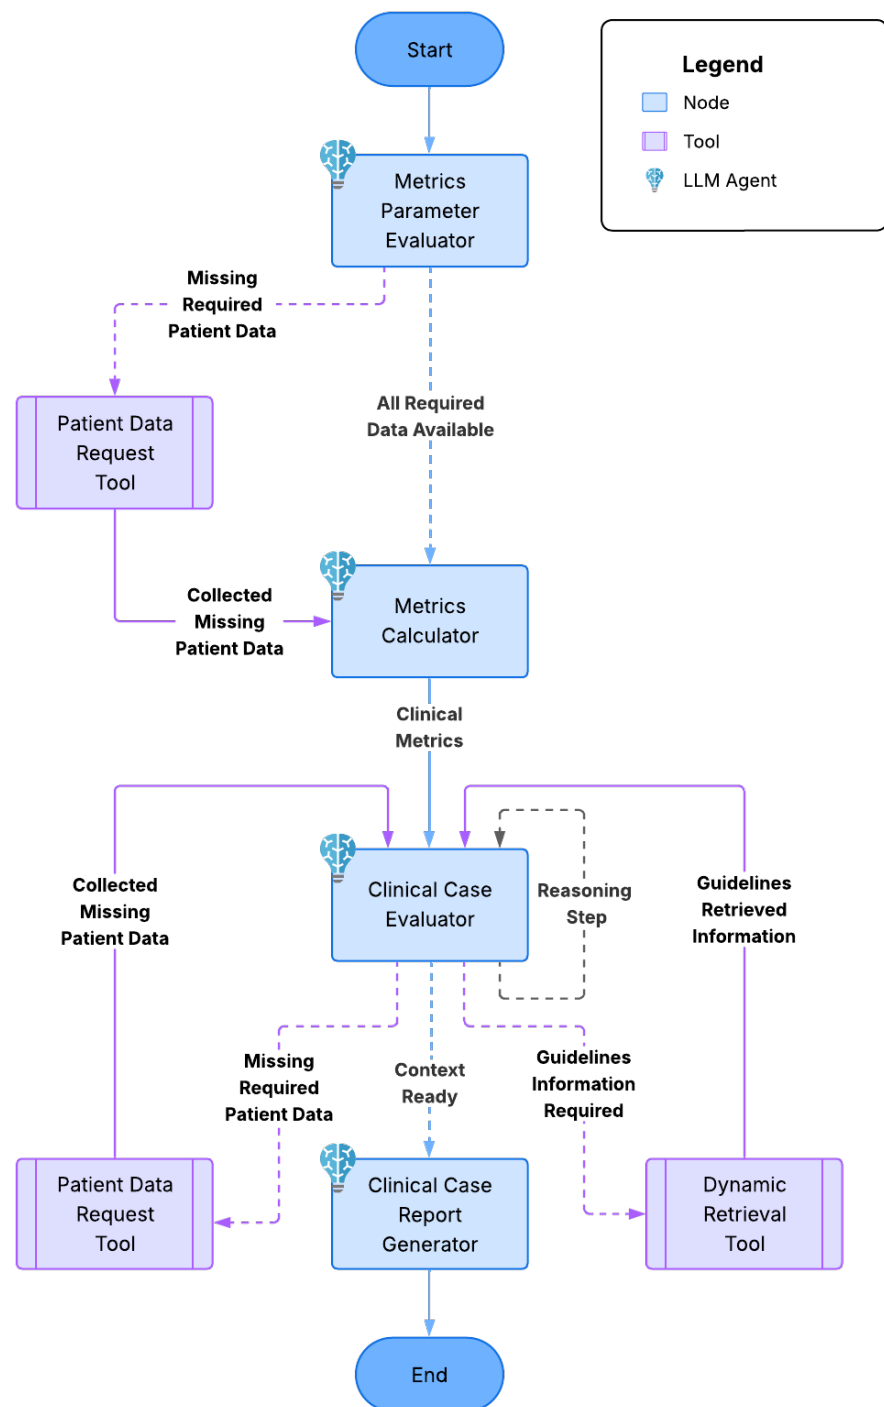 Start
Legend
Node
Tool
LLM Agent
Metrics
Parameter
Evaluator
Missing
Required
Patient Data
All Required
Data Available
Patient Data
Request
Tool
Collected
Missing
Patient Data
Metrics
Calculator
Clinical
Metrics
Collected
Missing
Patient Data
Clinical Case
Evaluator
Reasoning
Step
Guidelines
Retrieved
Information
Missing
Required
Patient Data
Context
Ready
Guidelines
Information
Required
Patient Data
Request
Tool
Clinical Case
Report
Generator
Dynamic
Retrieval
Tool
End